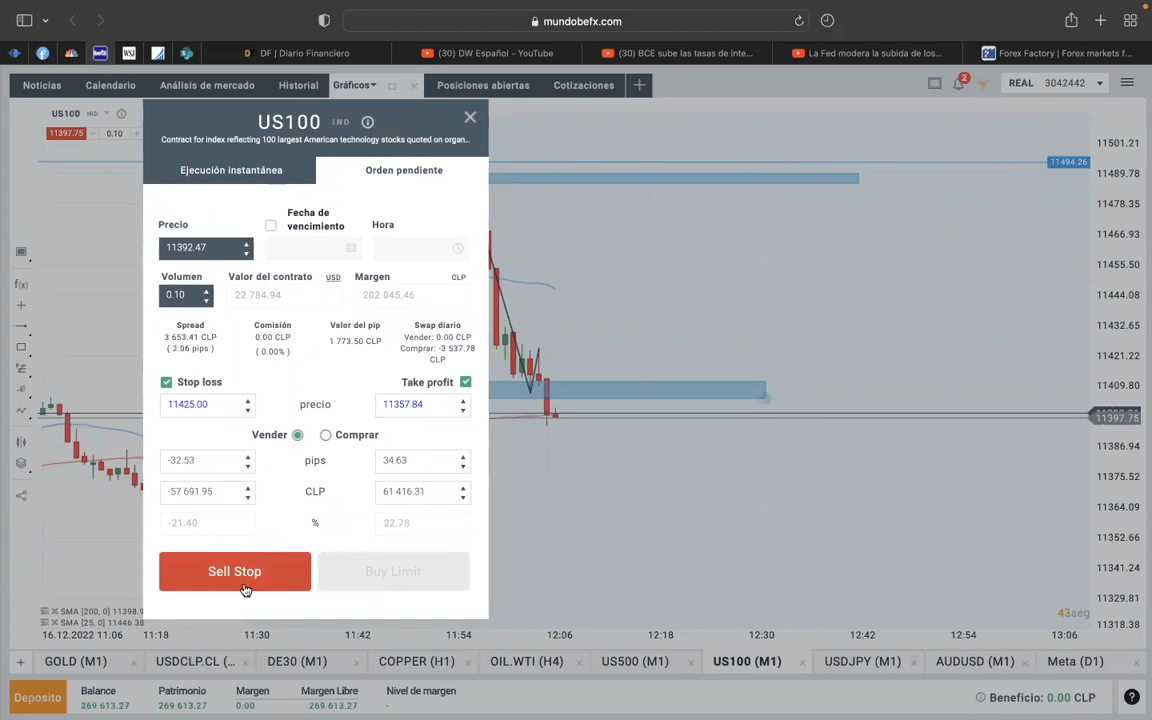 mundobefx.com
DF | Diario Financiero
(30) DW Español - YouTube
(30) BCE sube las tasas de inte...
La Fed modera la subida de los...
Forex Factory | Forex markets f...
Noticias
Calendario
Análisis de mercado
Historial
Gráficos
Posiciones abiertas
Cotizaciones
2
REAL 3042442
US100 IND
11397.75
0.10
US100 IND
Contract for index reflecting 100 largest American technology stocks quoted on organ...
Ejecución instantánea
Orden pendiente
Precio
Fecha de
vencimiento
Hora
11392.47
Volumen
Valor del contrato
USD
Margen
CLP
0.10
22 784.94
202 045.46
Spread
3 653.41 CLP
( 2.06 pips )
Comisión
0.00 CLP
( 0.00% )
Valor del pip
1 773.50 CLP
Swap diario
Vender: 0.00 CLP
Comprar: -3 537.78
CLP
Stop loss
Take profit
11425.00
precio
11357.84
Vender
Comprar
-32.53
pips
34.63
-57 691.95
CLP
61 416.31
-21.40
%
22.78
Sell Stop
Buy Limit
11501.21
11494.26
11489.78
11478.35
11466.93
11455.50
11444.08
11432.65
11421.22
11409.80
11397.75
11386.94
11375.52
11364.09
11352.66
11341.24
11329.81
11318.38
43seg
SMA [200, 0] 11398.9
SMA [25, 0] 11446.38
16.12.2022 11:06
11:18
11:30
11:42
11:54
12:06
12:18
12:30
12:42
12:54
13:06
GOLD (M1)
USDCLP.CL (...
DE30 (M1)
COPPER (H1)
OIL.WTI (H4)
US500 (M1)
US100 (M1)
USDJPY (M1)
AUDUSD (M1)
Meta (D1)
Deposito
Balance
269 613.27
Patrimonio
269 613.27
Margen
0.00
Margen Libre
269 613.27
Nivel de margen
-
Beneficio: 0.00 CLP